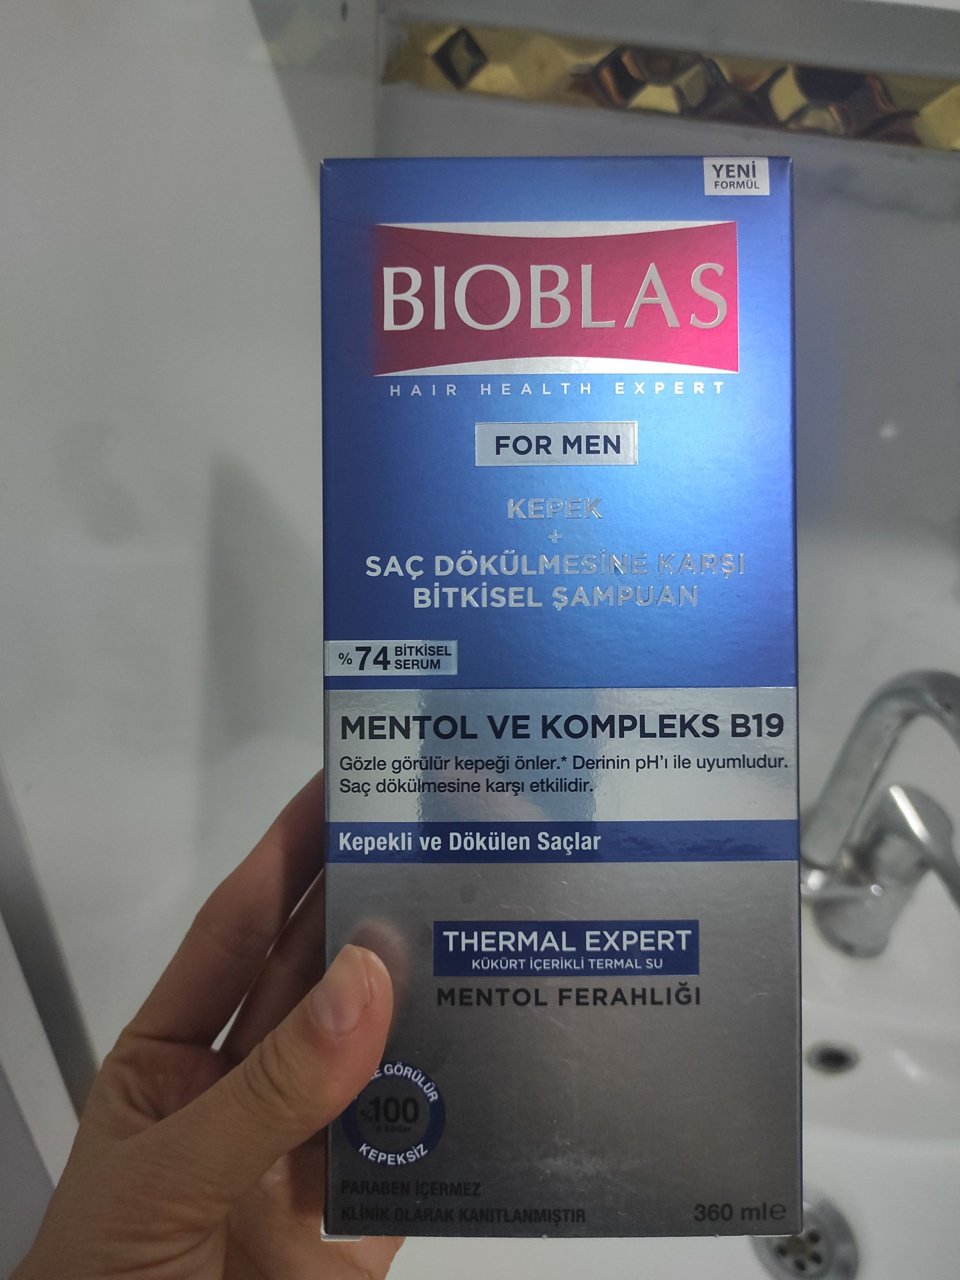 YENİ
FORMÜL
BIOBLAS
HAIR HEALTH EXPERT
FOR MEN
KEPEK
+
SAÇ DÖKÜLMESİNE KARŞI
BİTKİSEL ŞAMPUAN
%74 BİTKİSEL
SERUM
MENTOL VE KOMPLEKS B19
Gözle görülür kepeği önler.* Derinin pH'ı ile uyumludur.
Saç dökülmesine karşı etkilidir.
Kepekli ve Dökülen Saçlar
THERMAL EXPERT
KÜKÜRT İÇERİKLİ TERMAL SU
MENTOL FERAHLIĞI
GÖRÜLÜR
%100
KEPEKSİZ
PARABEN İÇERMEZ
KLİNİK OLARAK KANITLANMIŞTIR
360 ml℮